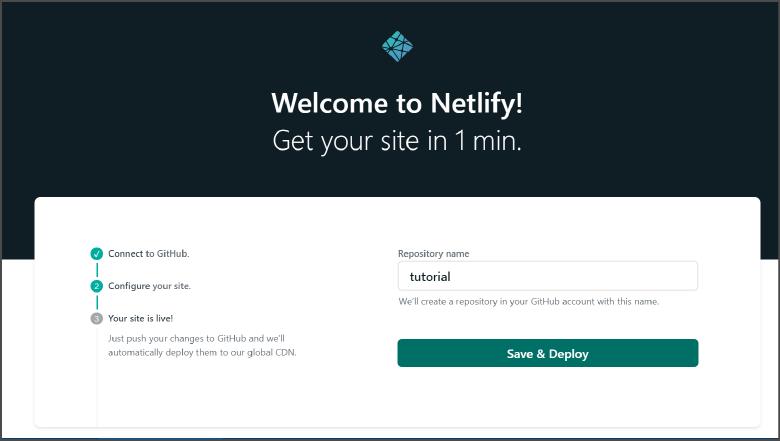 Welcome to Netlify!
Get your site in 1 min.
Connect to GitHub.
2 Configure your site.
3 Your site is live!
Just push your changes to GitHub and we'll
automatically deploy them to our global CDN.
Repository name
tutorial
We'll create a repository in your GitHub account with this name.
Save & Deploy